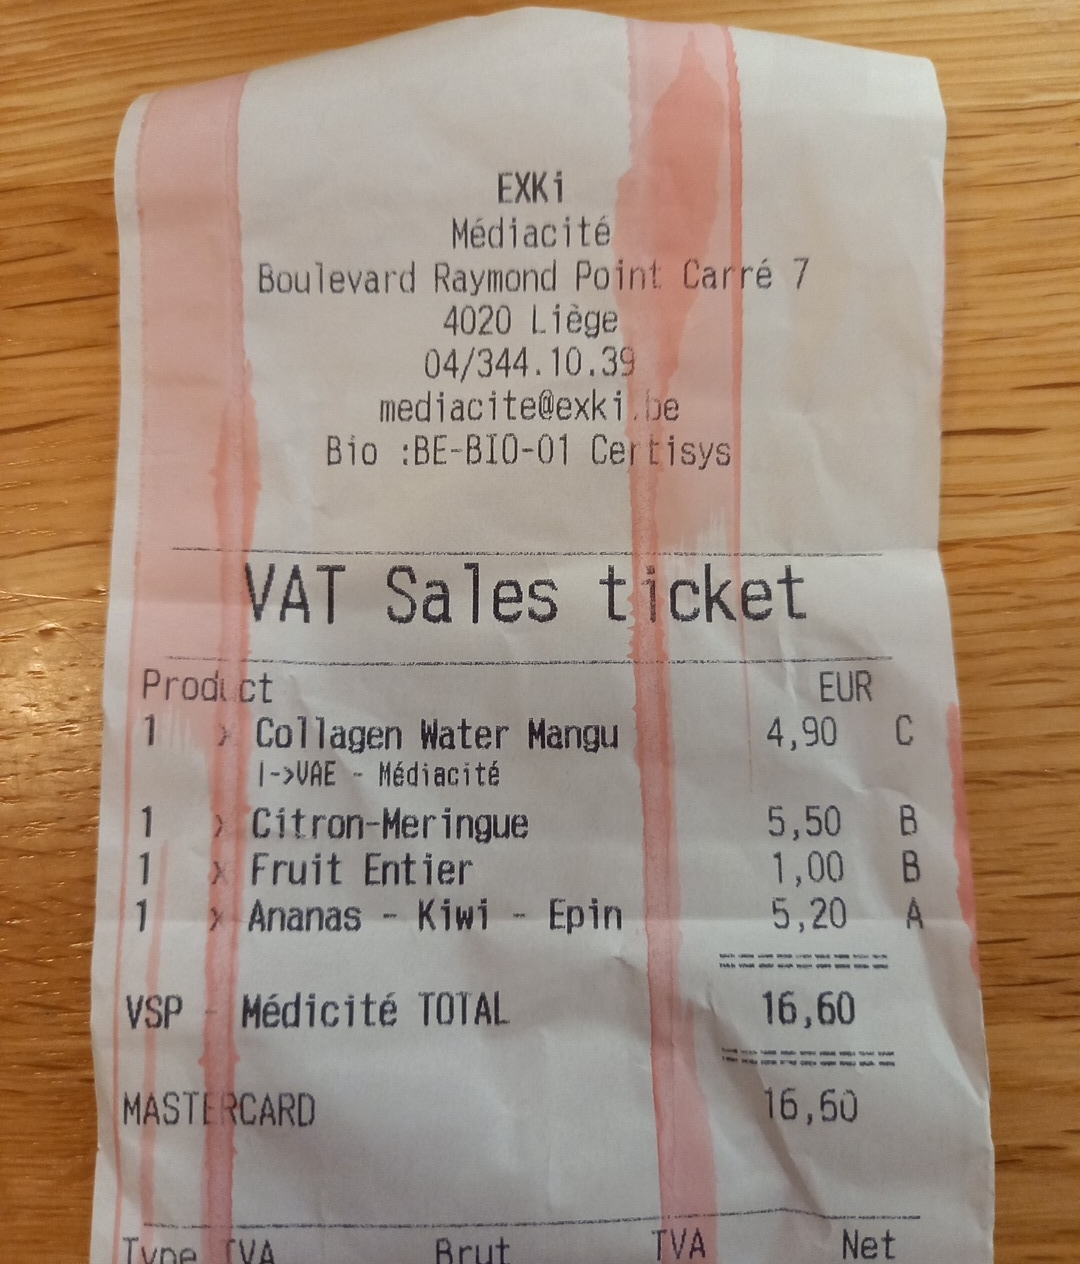 EXKi
Médiacité
Boulevard Raymond Point Carré 7
4020 Liège
04/344.10.39
mediacite@exki.be
Bio :BE-BIO-01 Certisys
VAT Sales ticket
Product EUR
1 x Collagen Water Mangu 4,90 C
|->VAE - Médiacité
1 x Citron-Meringue 5,50 B
1 x Fruit Entier 1,00 B
1 x Ananas - Kiwi - Epin 5,20 A
========
VSP - Médicité TOTAL 16,60
========
MASTERCARD 16,60
Type TVA Brut TVA Net